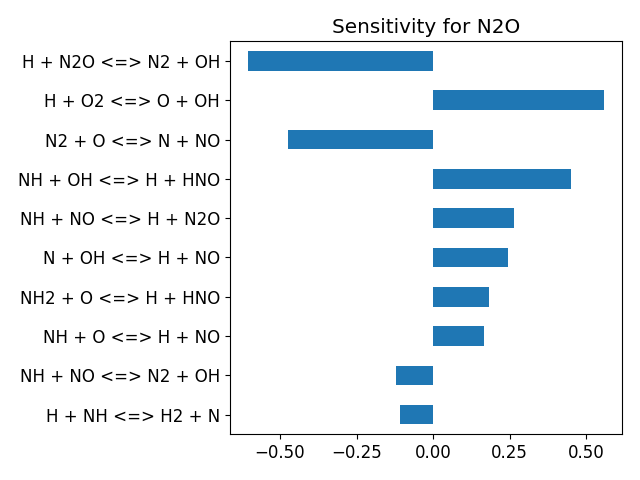 Sensitivity for N2O
H + N2O <=> N2 + OH
H + O2 <=> O + OH
N2 + O <=> N + NO
NH + OH <=> H + HNO
NH + NO <=> H + N2O
N + OH <=> H + NO
NH2 + O <=> H + HNO
NH + O <=> H + NO
NH + NO <=> N2 + OH
H + NH <=> H2 + N
−0.50 −0.25 0.00 0.25 0.50